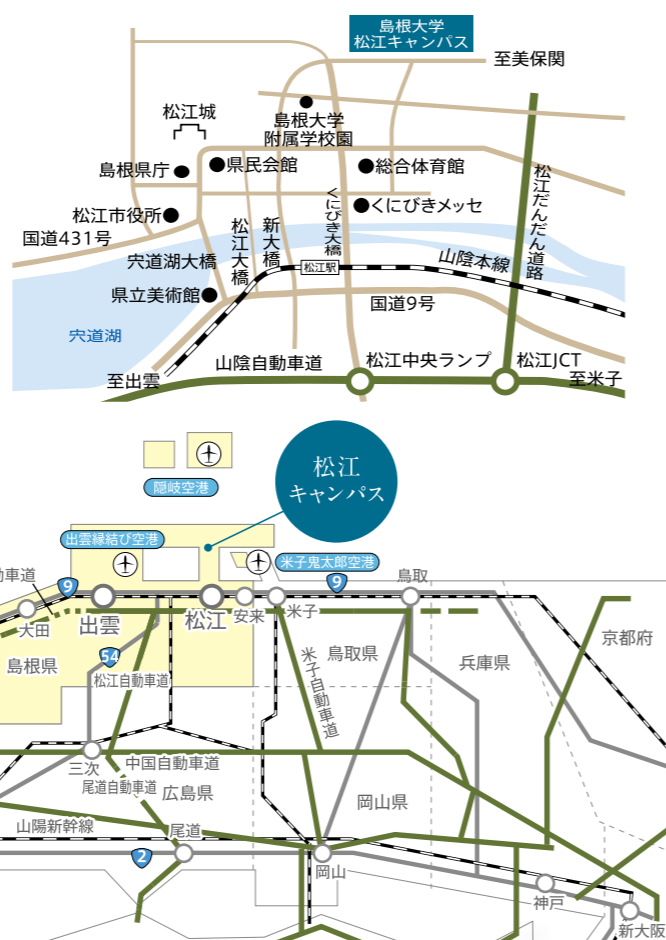 島根大学
松江キャンパス
至美保関
松江城
島根大学
附属学校園
島根県庁
県民会館
総合体育館
松江だんだん道路
松江市役所
くにびき大橋
くにびきメッセ
国道431号
松江大橋
新大橋
宍道湖大橋
松江駅
山陰本線
県立美術館
国道9号
宍道湖
山陰自動車道
松江中央ランプ
松江JCT
至出雲
至米子
松江
キャンパス
隠岐空港
出雲縁結び空港
米子鬼太郎空港
動車道
9
9
鳥取
大田
出雲
松江
安来
米子
京都府
島根県
54
松江自動車道
米子自動車道
鳥取県
兵庫県
三次
中国自動車道
尾道自動車道
広島県
岡山県
山陽新幹線
尾道
2
岡山
神戸
新大阪